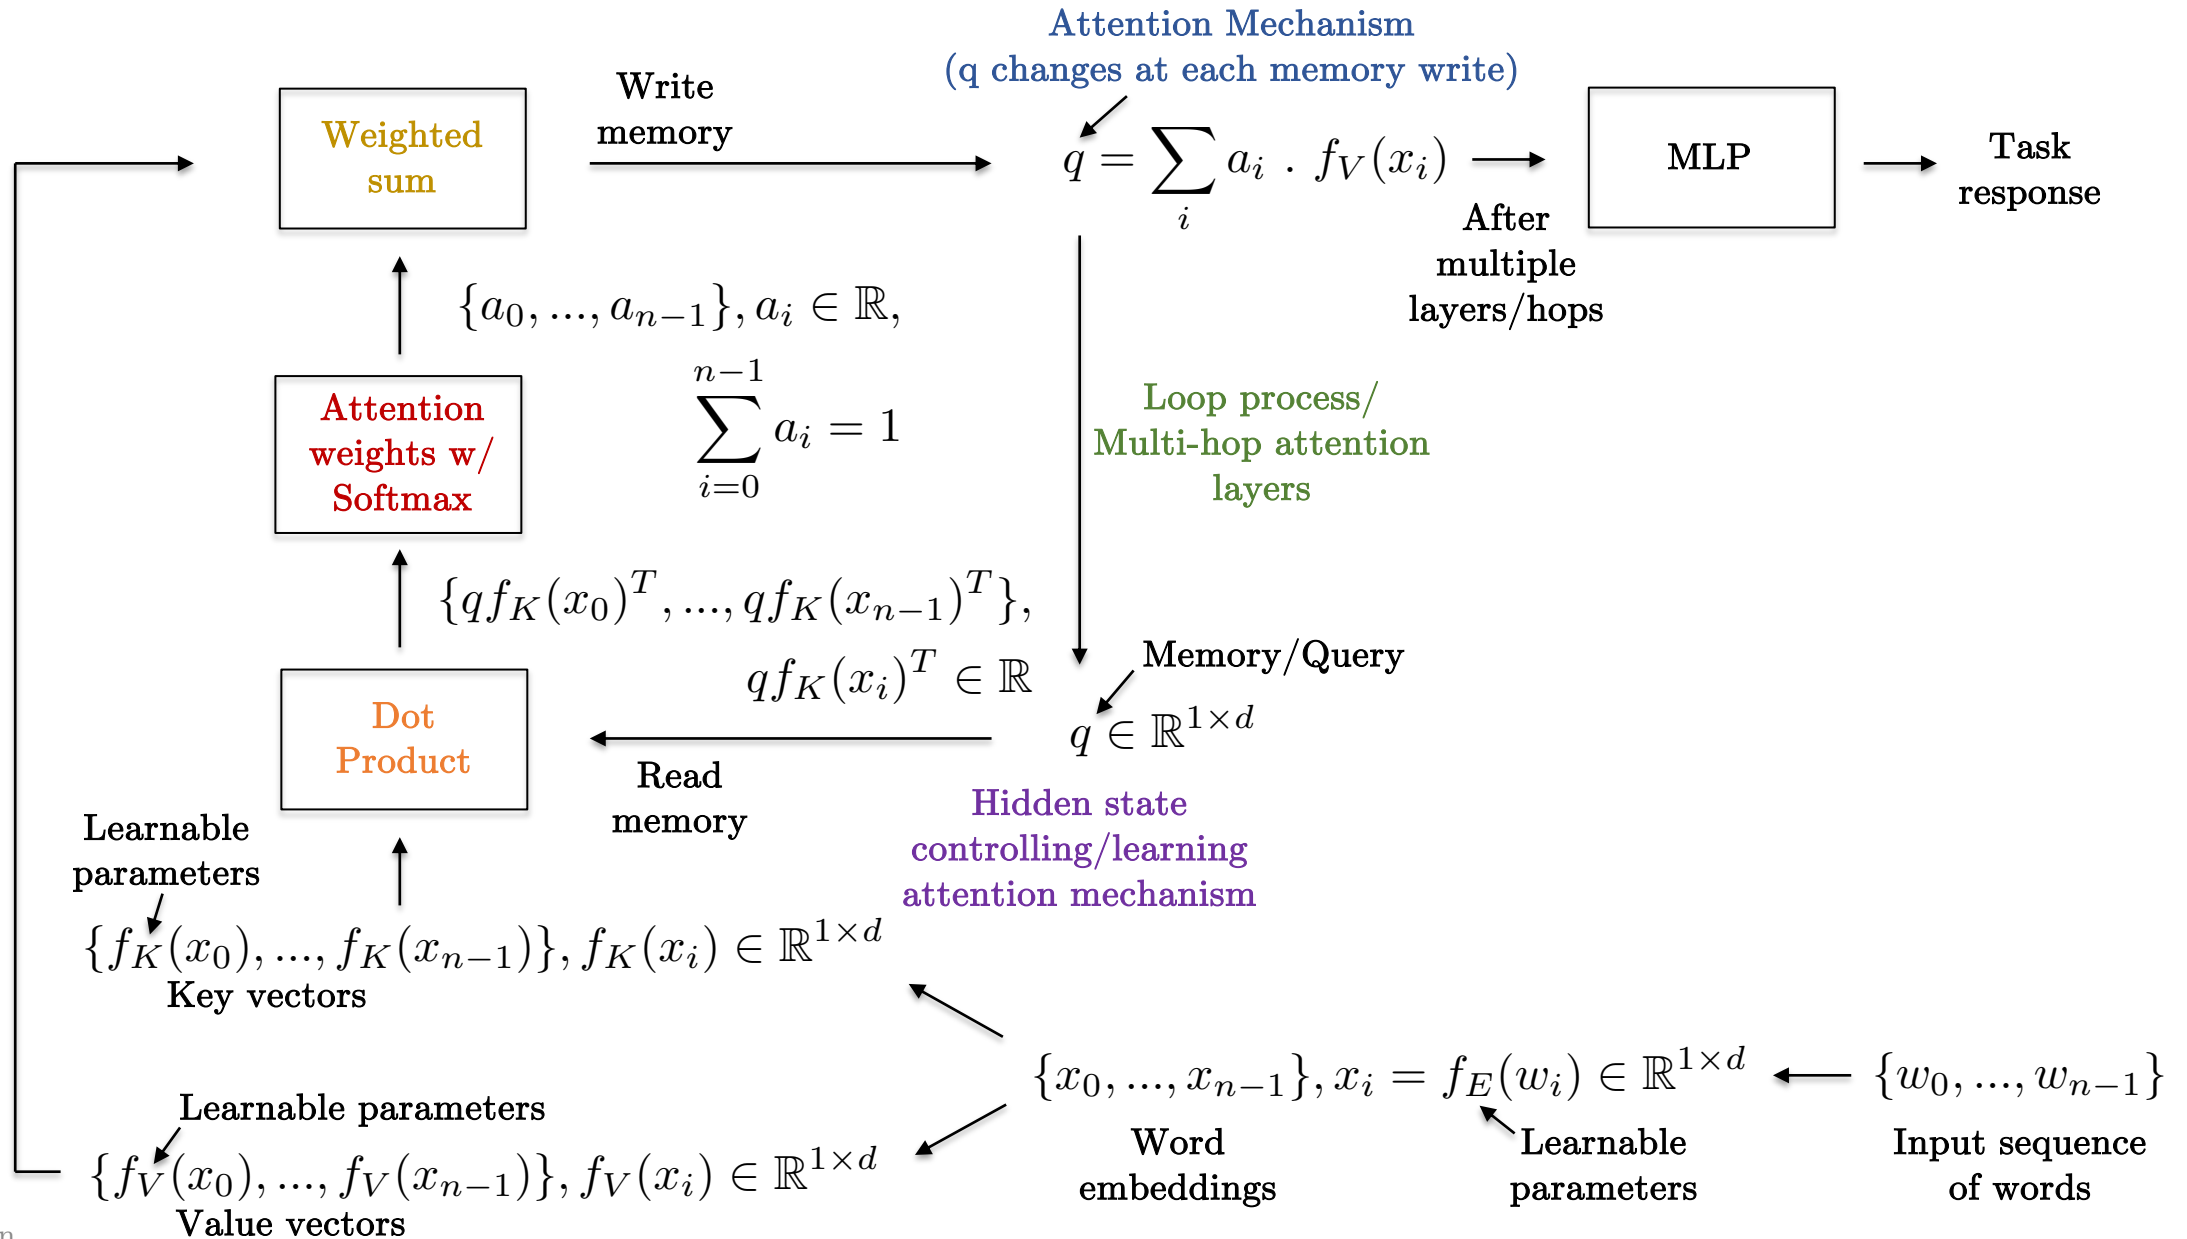 Attention Mechanism
(q changes at each memory write)
Weighted
sum
Write
memory
q = ∑_i a_i . f_V(x_i)
MLP
Task
response
After
multiple
layers/hops
{a_0, ..., a_{n−1}}, a_i ∈ ℝ,
∑_{i=0}^{n−1} a_i = 1
Attention
weights w/
Softmax
Loop process/
Multi-hop attention
layers
{qf_K(x_0)^T, ..., qf_K(x_{n−1})^T},
qf_K(x_i)^T ∈ ℝ
Memory/Query
q ∈ ℝ^{1×d}
Dot
Product
Read
memory
Hidden state
controlling/learning
attention mechanism
Learnable
parameters
{f_K(x_0), ..., f_K(x_{n−1})}, f_K(x_i) ∈ ℝ^{1×d}
Key vectors
{x_0, ..., x_{n−1}}, x_i = f_E(w_i) ∈ ℝ^{1×d}
{w_0, ..., w_{n−1}}
Word
embeddings
Learnable
parameters
Input sequence
of words
Learnable parameters
{f_V(x_0), ..., f_V(x_{n−1})}, f_V(x_i) ∈ ℝ^{1×d}
Value vectors